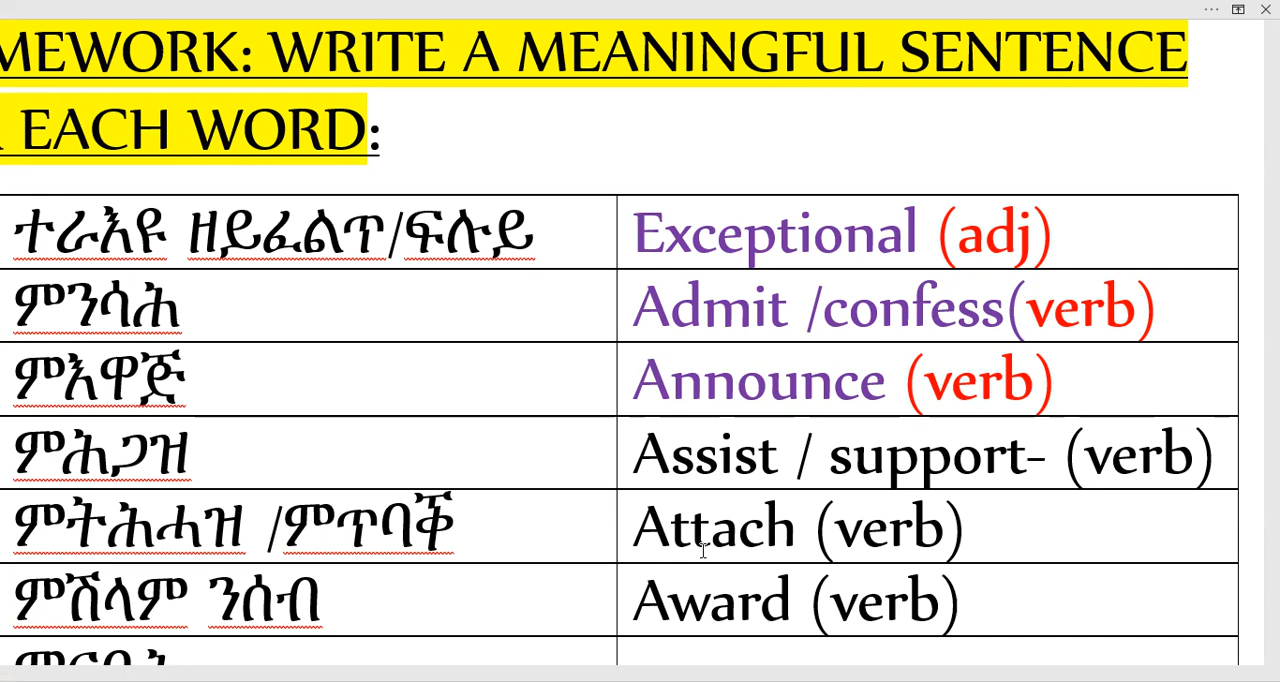 MEWORK: WRITE A MEANINGFUL SENTENCE
EACH WORD:
ተራእዩ ዘይፈልጥ/ፍሉይ Exceptional (adj)
ምንሳሕ Admit /confess(verb)
ምእዋጅ Announce (verb)
ምሕጋዝ Assist / support- (verb)
ምትሕሓዝ /ምጥባቕ Attach (verb)
ምሽላም ንሰብ Award (verb)